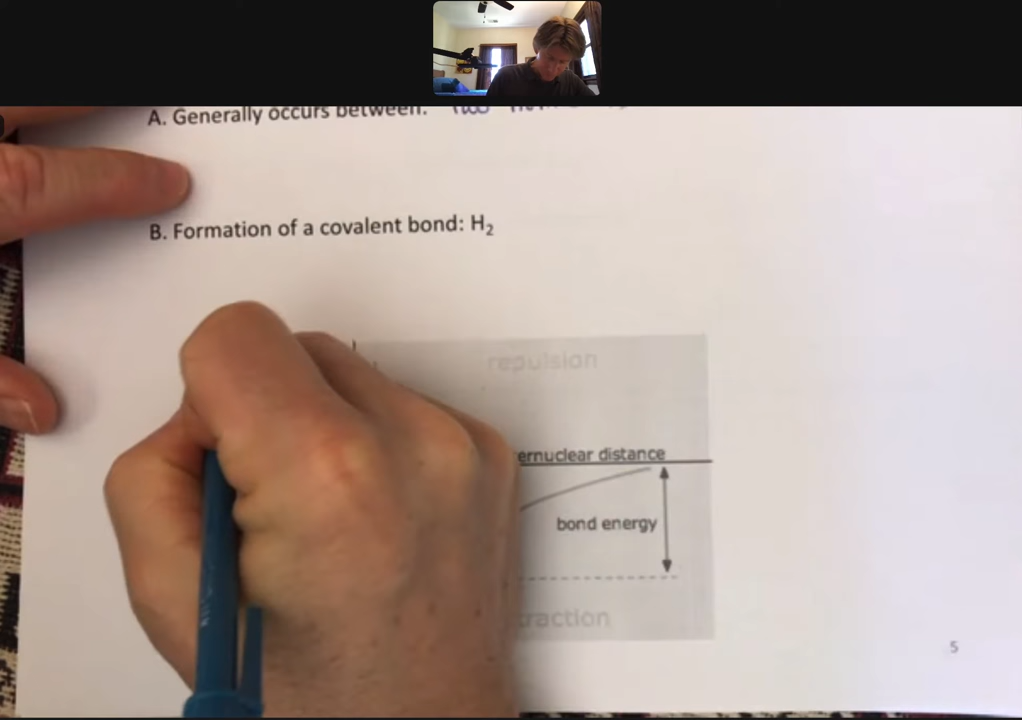 A. Generally occurs between:
B. Formation of a covalent bond: H₂
repulsion
ernuclear distance
bond energy
traction
5